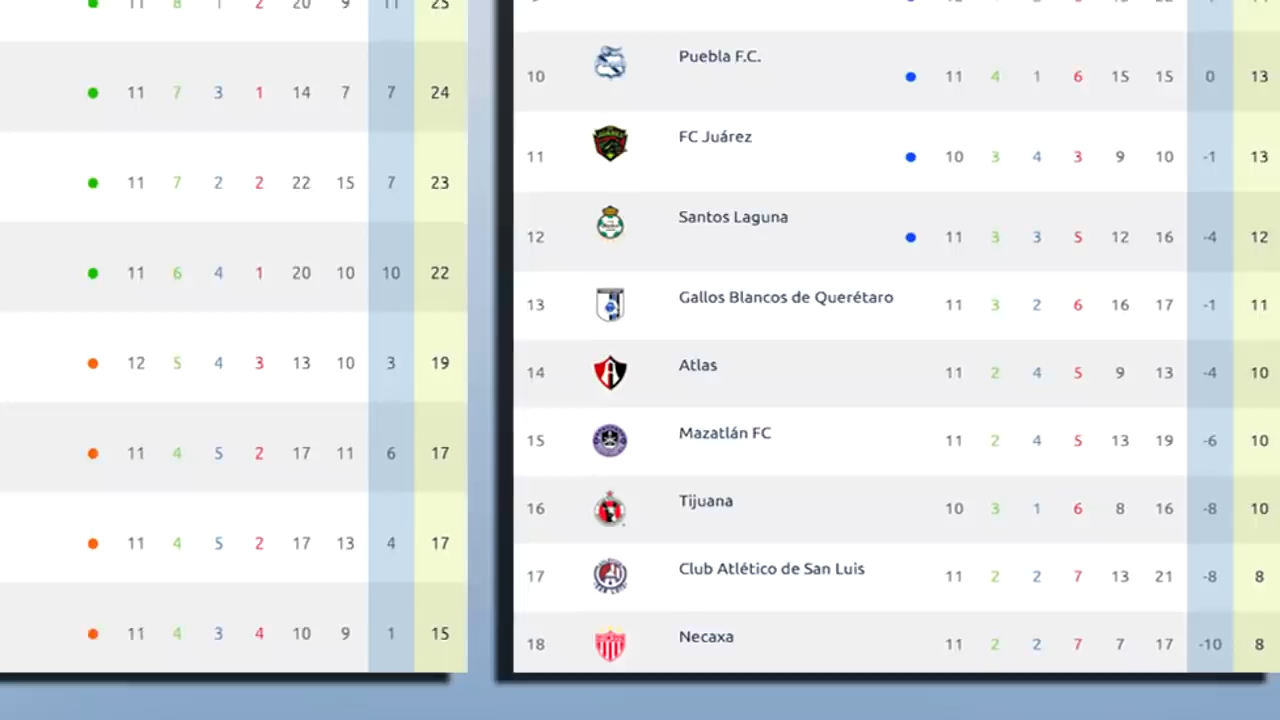 11 8 1 2 20 9 11 25
11 7 3 1 14 7 7 24
11 7 2 2 22 15 7 23
11 6 4 1 20 10 10 22
12 5 4 3 13 10 3 19
11 4 5 2 17 11 6 17
11 4 5 2 17 13 4 17
11 4 3 4 10 9 1 15
10 Puebla F.C. 11 4 1 6 15 15 0 13
11 FC Juárez 10 3 4 3 9 10 -1 13
12 Santos Laguna 11 3 3 5 12 16 -4 12
13 Gallos Blancos de Querétaro 11 3 2 6 16 17 -1 11
14 Atlas 11 2 4 5 9 13 -4 10
15 Mazatlán FC 11 2 4 5 13 19 -6 10
16 Tijuana 10 3 1 6 8 16 -8 10
17 Club Atlético de San Luis 11 2 2 7 13 21 -8 8
18 Necaxa 11 2 2 7 7 17 -10 8